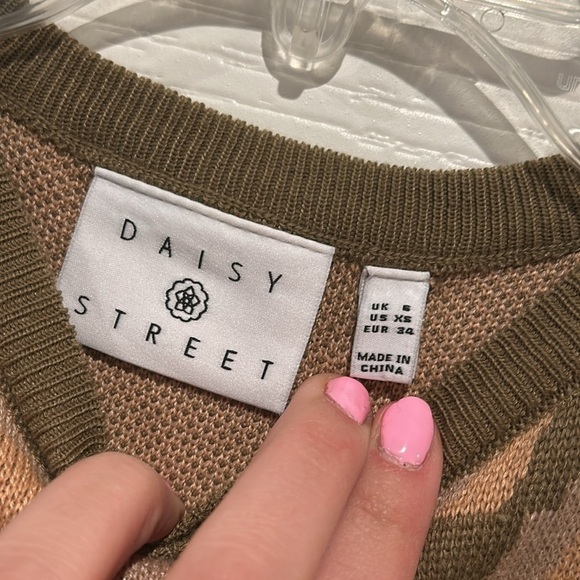 DAISY
STREET
UK 6
US XS
EUR 34
MADE IN
CHINA